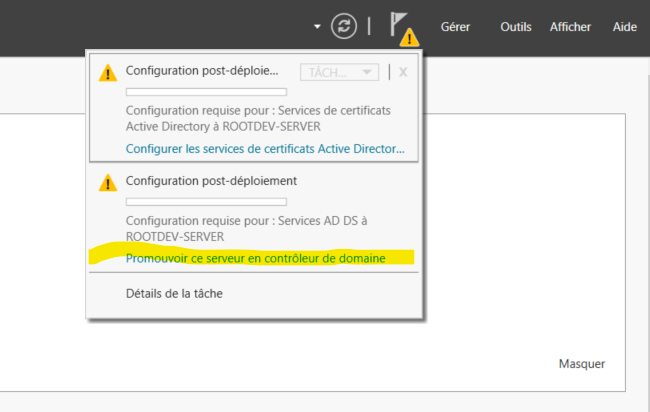 Gérer Outils Afficher Aide
Configuration post-déploie... TÂCH... X
Configuration requise pour : Services de certificats
Active Directory à ROOTDEV-SERVER
Configurer les services de certificats Active Director...
Configuration post-déploiement
Configuration requise pour : Services AD DS à
ROOTDEV-SERVER
Promouvoir ce serveur en contrôleur de domaine
Détails de la tâche
Masquer